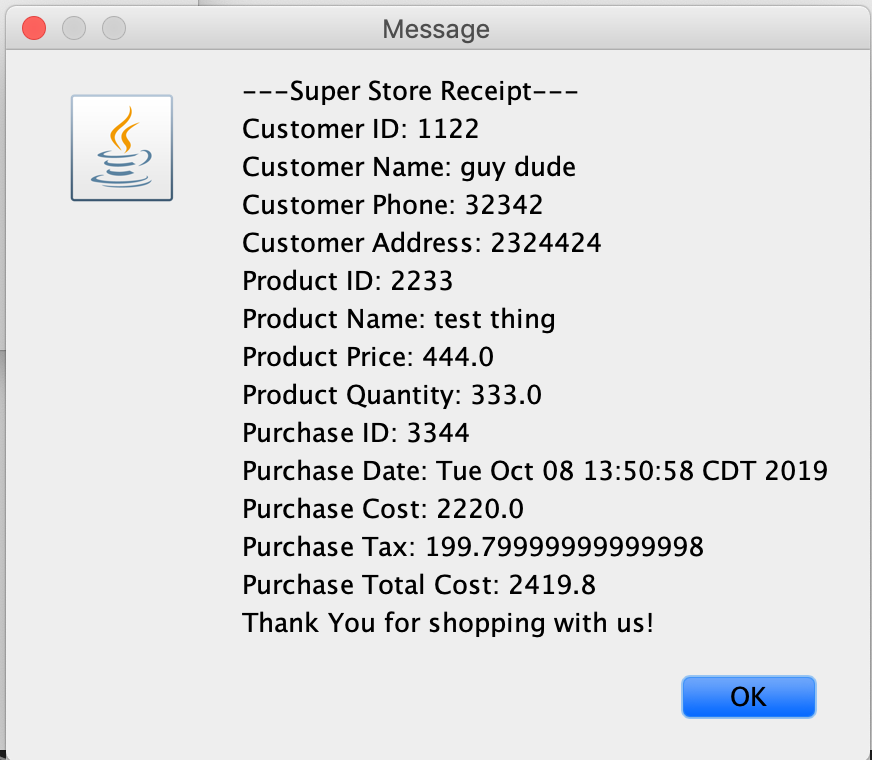 Message
---Super Store Receipt---
Customer ID: 1122
Customer Name: guy dude
Customer Phone: 32342
Customer Address: 2324424
Product ID: 2233
Product Name: test thing
Product Price: 444.0
Product Quantity: 333.0
Purchase ID: 3344
Purchase Date: Tue Oct 08 13:50:58 CDT 2019
Purchase Cost: 2220.0
Purchase Tax: 199.79999999999998
Purchase Total Cost: 2419.8
Thank You for shopping with us!
OK